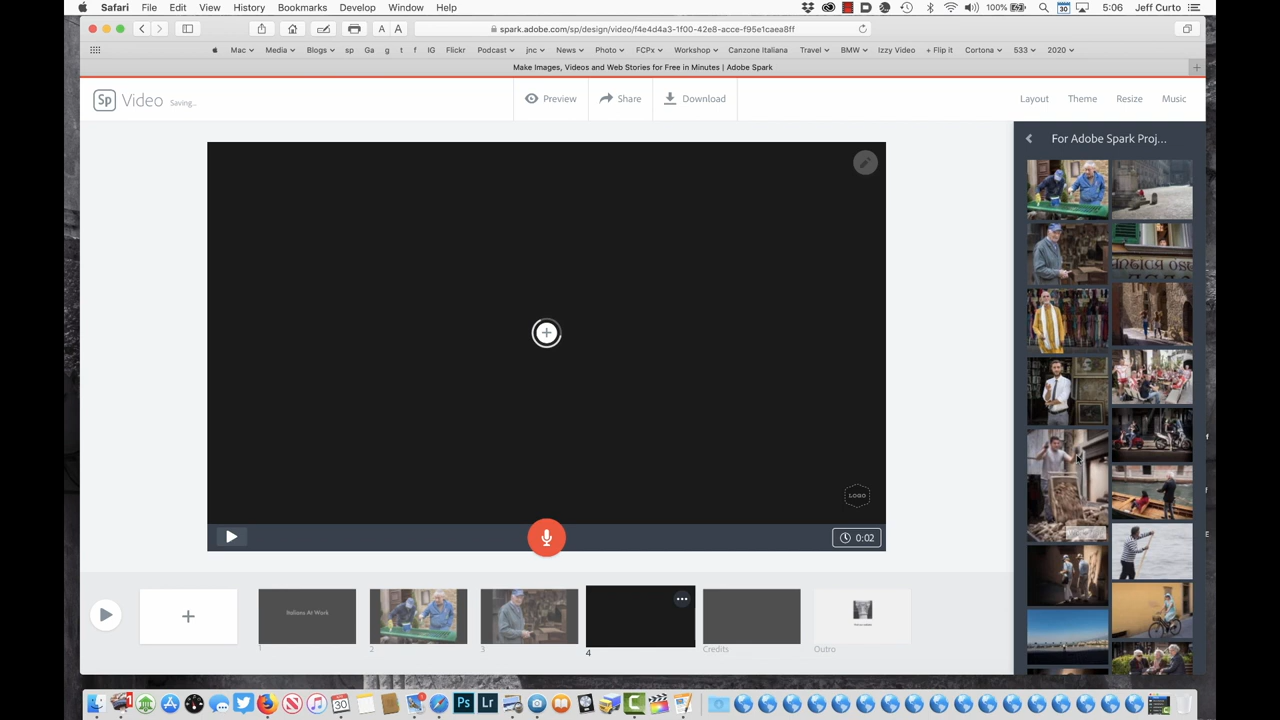 Safari File Edit View History Bookmarks Develop Window Help
100% 30 5:06 Jeff Curto
A A spark.adobe.com/sp/design/video/f4e4d4a3-1f00-42e8-acce-f95e1caea8ff
Mac Media Blogs sp Ga g t f IG Flickr Podcast jnc News Photo FCPx Workshop Canzone Italiana Travel BMW Izzy Video + Flip it Cortona 533 2020
Make Images, Videos and Web Stories for Free in Minutes | Adobe Spark
Sp Video Saving... Preview Share Download Layout Theme Resize Music
For Adobe Spark Proj...
LOGO
0:02
Italians At Work
1 2 3 4 Credits Outro
30 Ps Lr